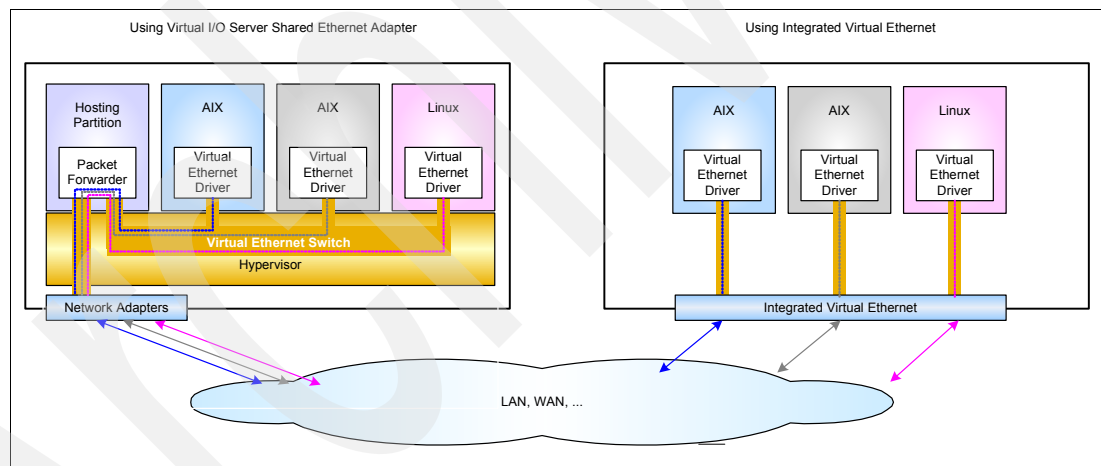 Using Virtual I/O Server Shared Ethernet Adapter
Hosting
Partition
AIX
AIX
Linux
Packet
Forwarder
Virtual
Ethernet
Driver
Virtual
Ethernet
Driver
Virtual
Ethernet
Driver
Virtual Ethernet Switch
Hypervisor
Network Adapters
Using Integrated Virtual Ethernet
AIX
AIX
Linux
Virtual
Ethernet
Driver
Virtual
Ethernet
Driver
Virtual
Ethernet
Driver
Integrated Virtual Ethernet
LAN, WAN, ...